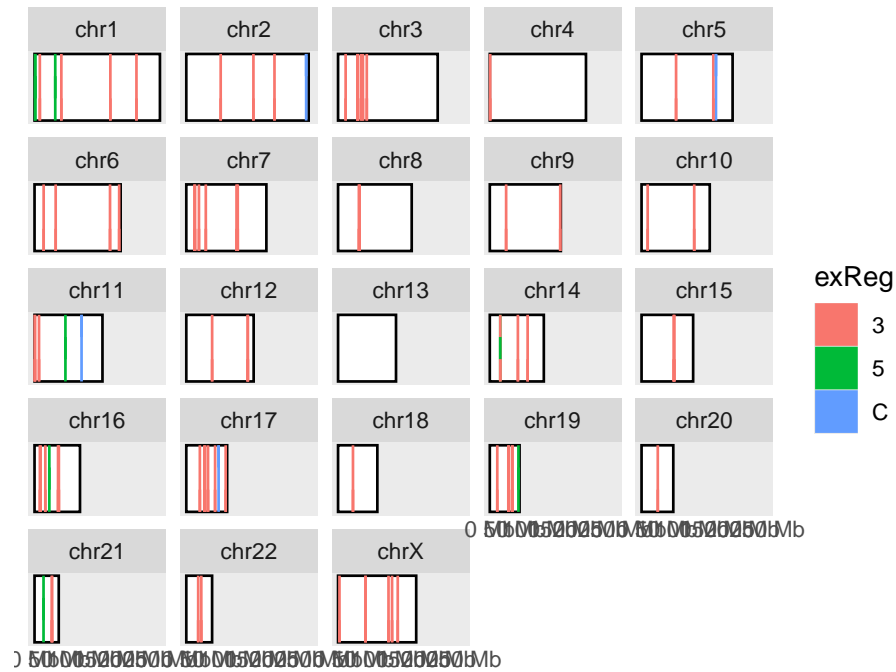 chr1 chr2 chr3 chr4 chr5
chr6 chr7 chr8 chr9 chr10
chr11 chr12 chr13 chr14 chr15
chr16 chr17 chr18 chr19 chr20
chr21 chr22 chrX
exReg
3
5
C